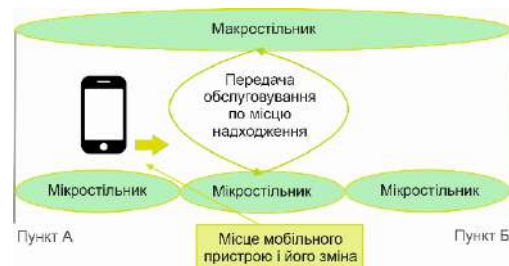 Макростільник
Передача
обслуговування
по місцю
надходження
Мікростільник
Мікростільник
Мікростільник
Пункт А
Місце мобільного
пристрою і його зміна
Пункт Б